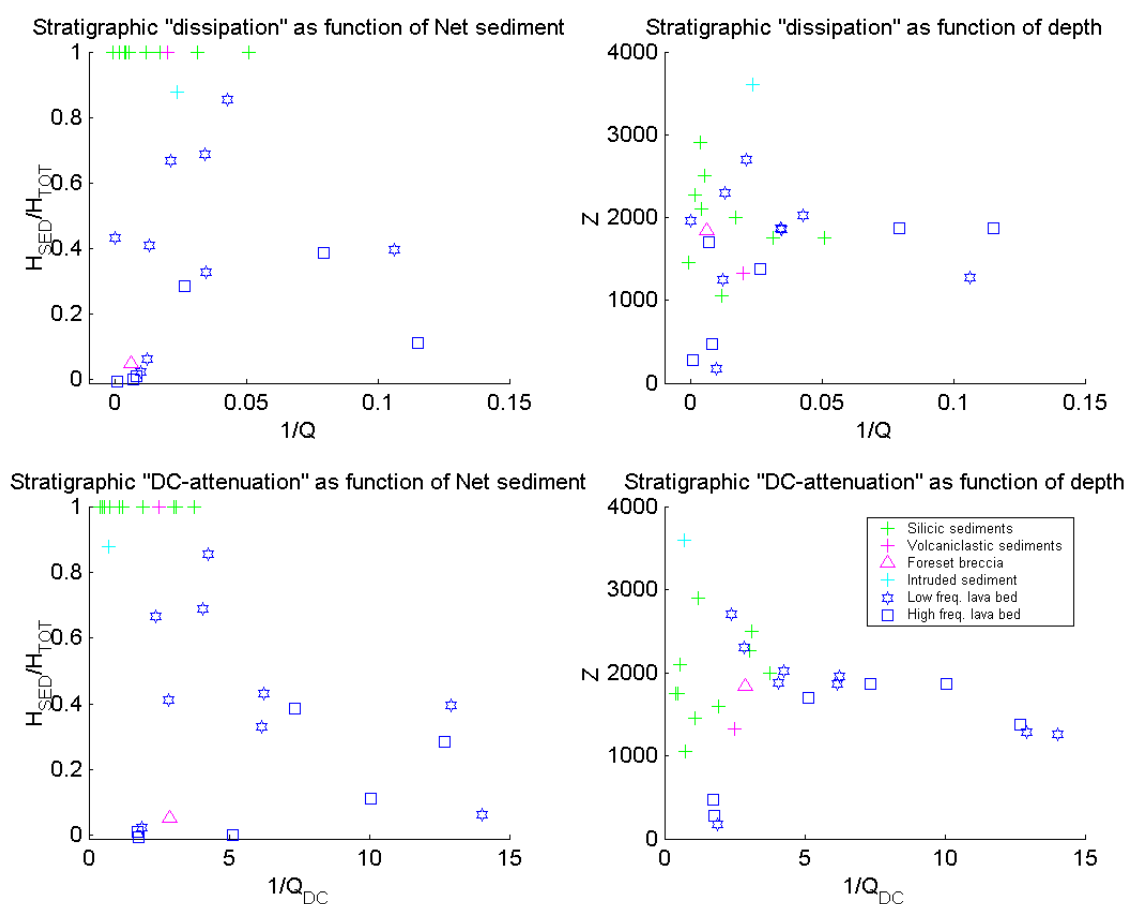 Stratigraphic "dissipation" as function of Net sediment
1
0.8
0.6
0.4
0.2
0
H_SED/H_TOT
0 0.05 0.1 0.15
1/Q
Stratigraphic "dissipation" as function of depth
4000
3000
2000
1000
0
Z
0 0.05 0.1 0.15
1/Q
Stratigraphic "DC-attenuation" as function of Net sediment
1
0.8
0.6
0.4
0.2
0
H_SED/H_TOT
0 5 10 15
1/Q_DC
Stratigraphic "DC-attenuation" as function of depth
4000
3000
2000
1000
0
Z
Silicic sediments
Volcaniclastic sediments
Foreset breccia
Intruded sediment
Low freq. lava bed
High freq. lava bed
0 5 10 15
1/Q_DC